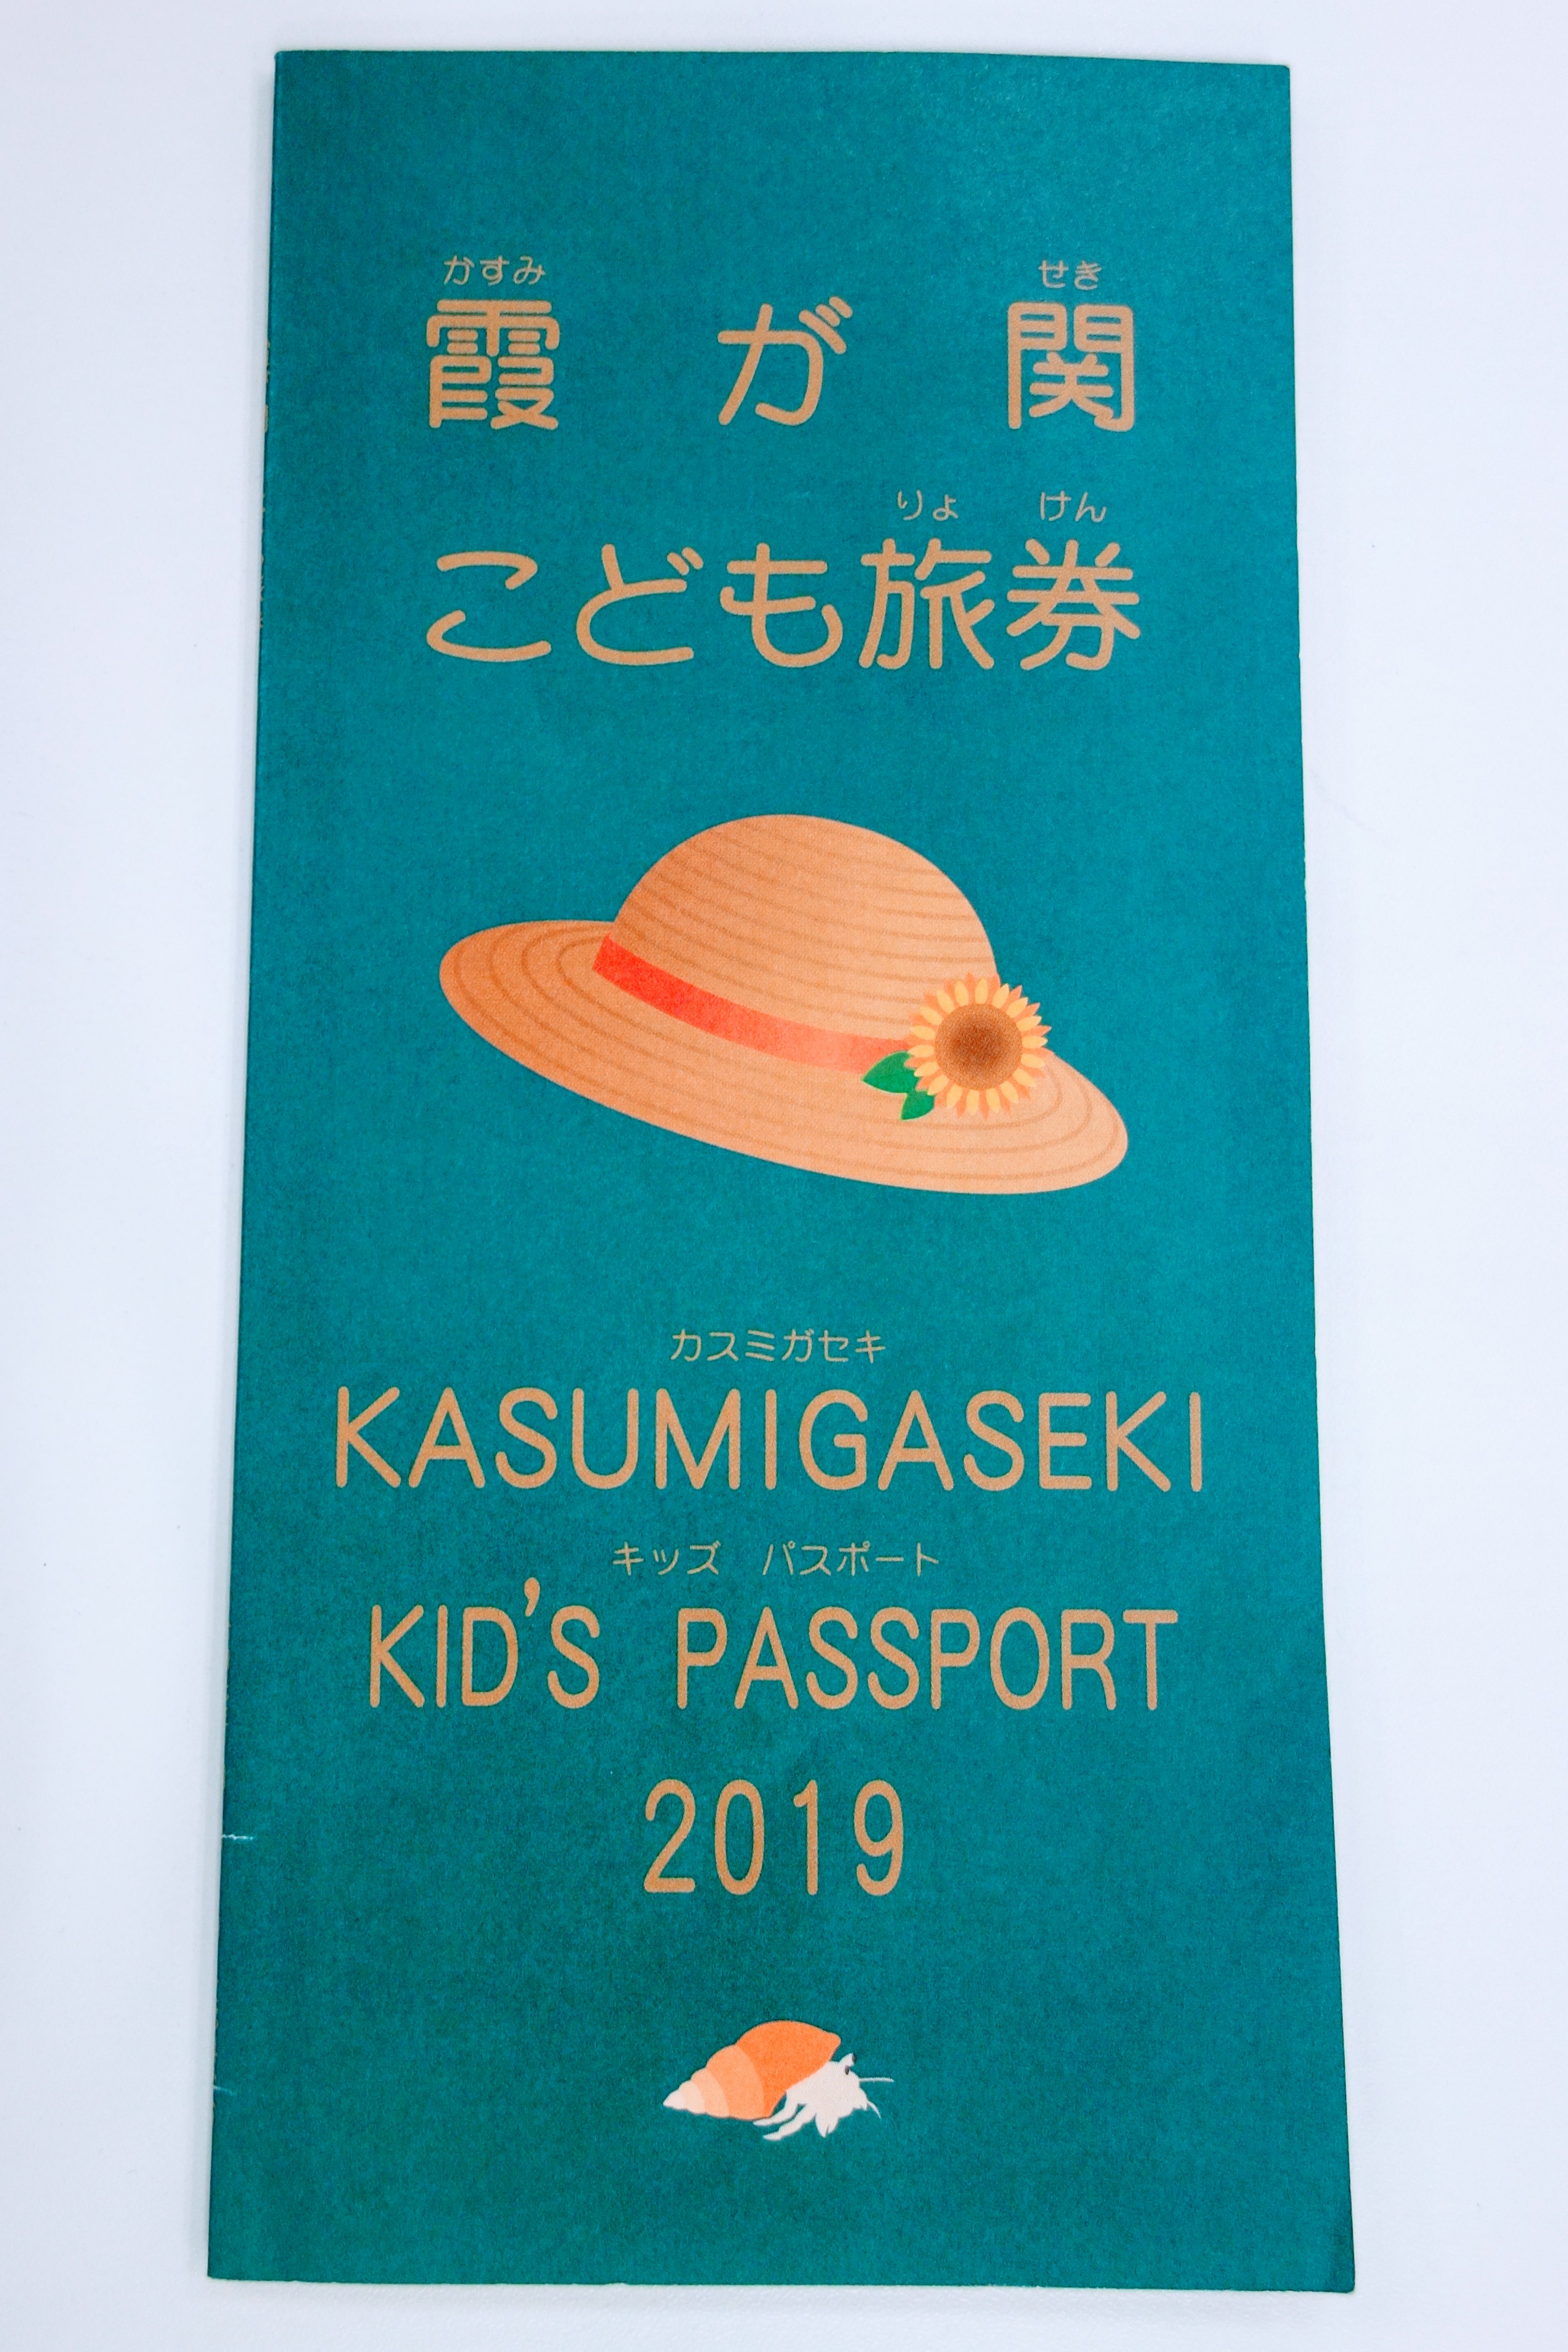 かすみ せき
霞が関
りょ けん
こども旅券
カスミガセキ
KASUMIGASEKI
キッズ パスポート
KID'S PASSPORT
2019